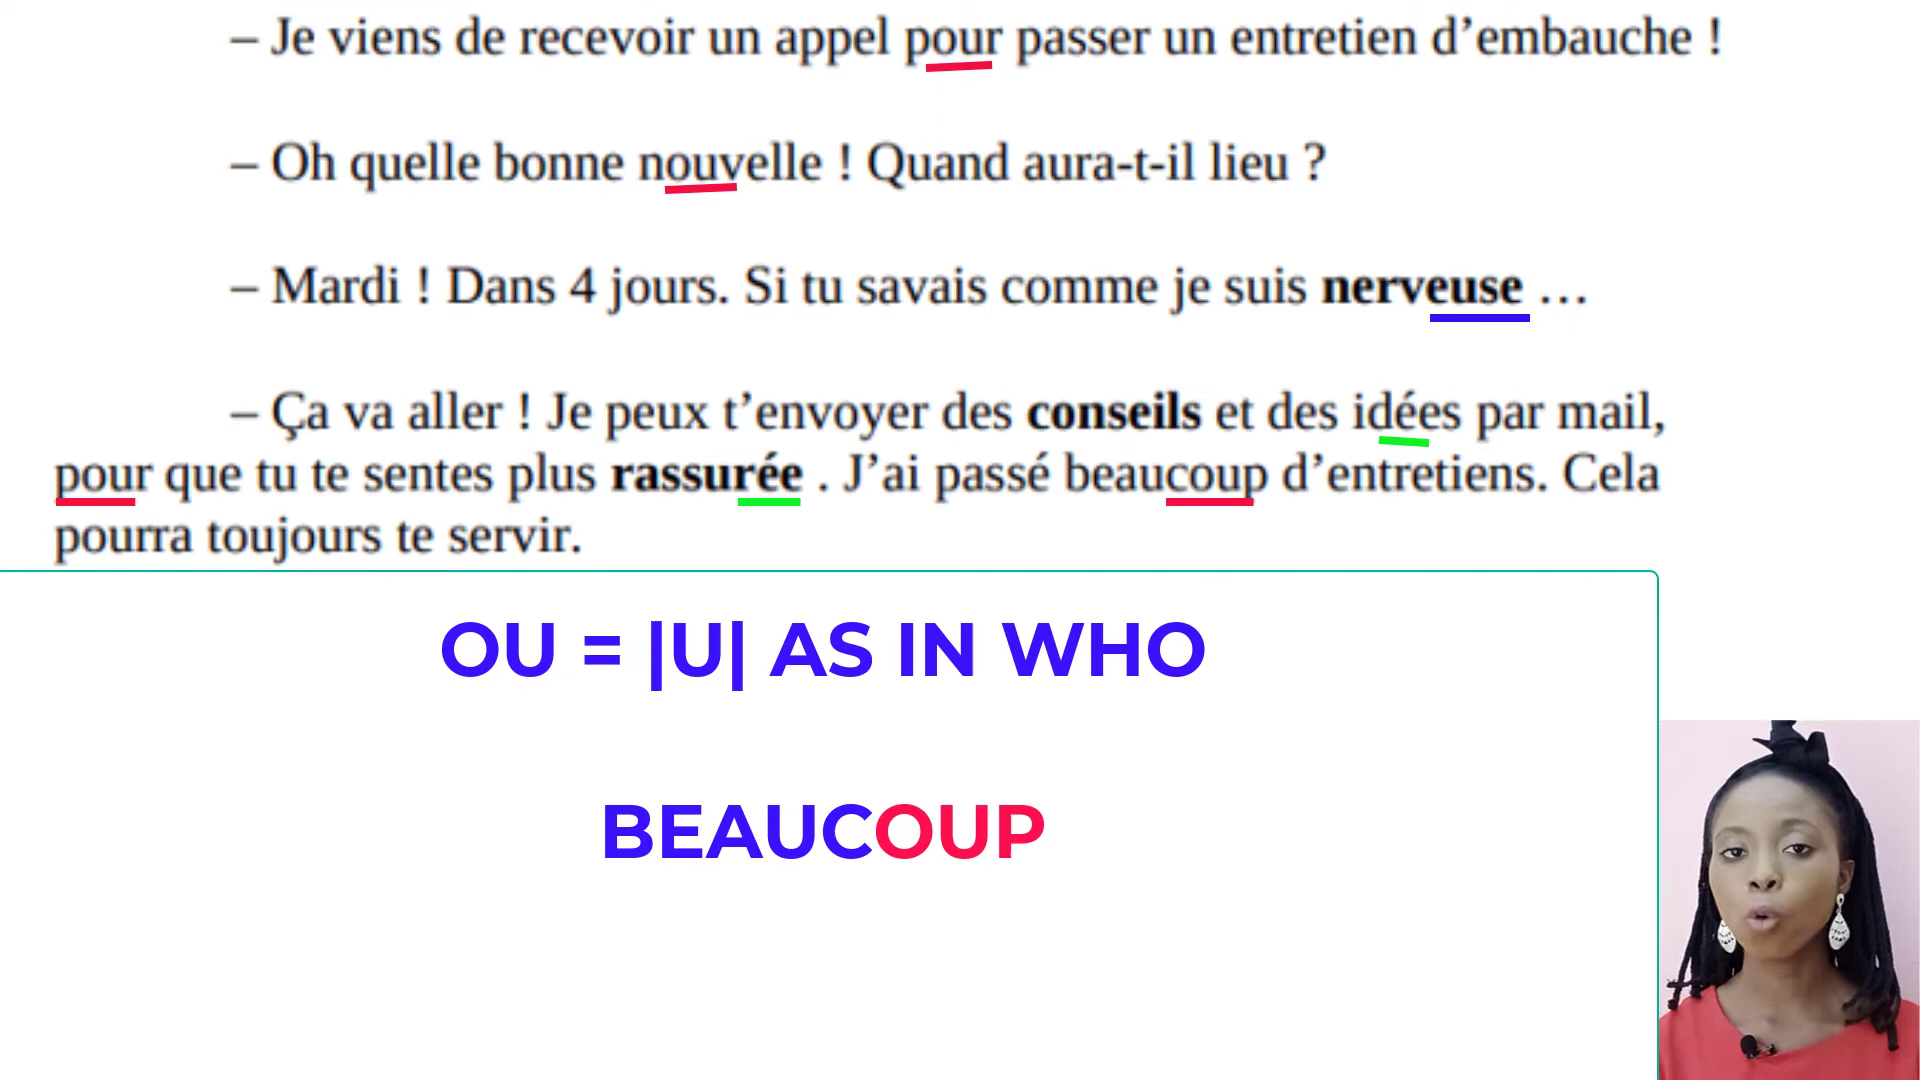 – Je viens de recevoir un appel pour passer un entretien d’embauche !
– Oh quelle bonne nouvelle ! Quand aura-t-il lieu ?
– Mardi ! Dans 4 jours. Si tu savais comme je suis nerveuse …
– Ça va aller ! Je peux t’envoyer des conseils et des idées par mail,
pour que tu te sentes plus rassurée . J’ai passé beaucoup d’entretiens. Cela
pourra toujours te servir.
OU = |U| AS IN WHO
BEAUCOUP